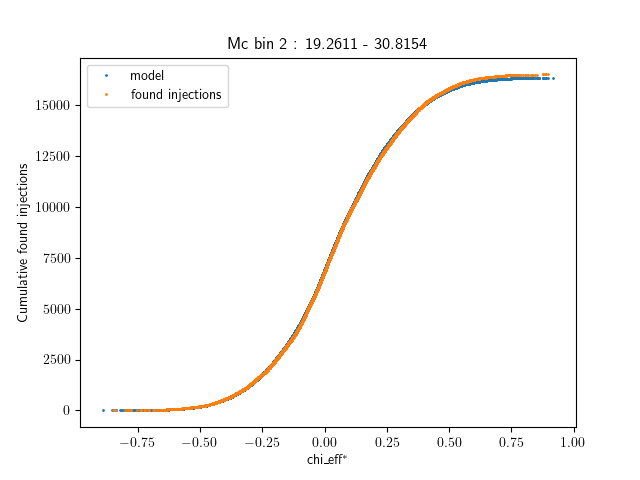 Mc bin 2 : 19.2611 - 30.8154
model
found injections
Cumulative found injections
15000
12500
10000
7500
5000
2500
0
−0.75 −0.50 −0.25 0.00 0.25 0.50 0.75 1.00
chi_eff*